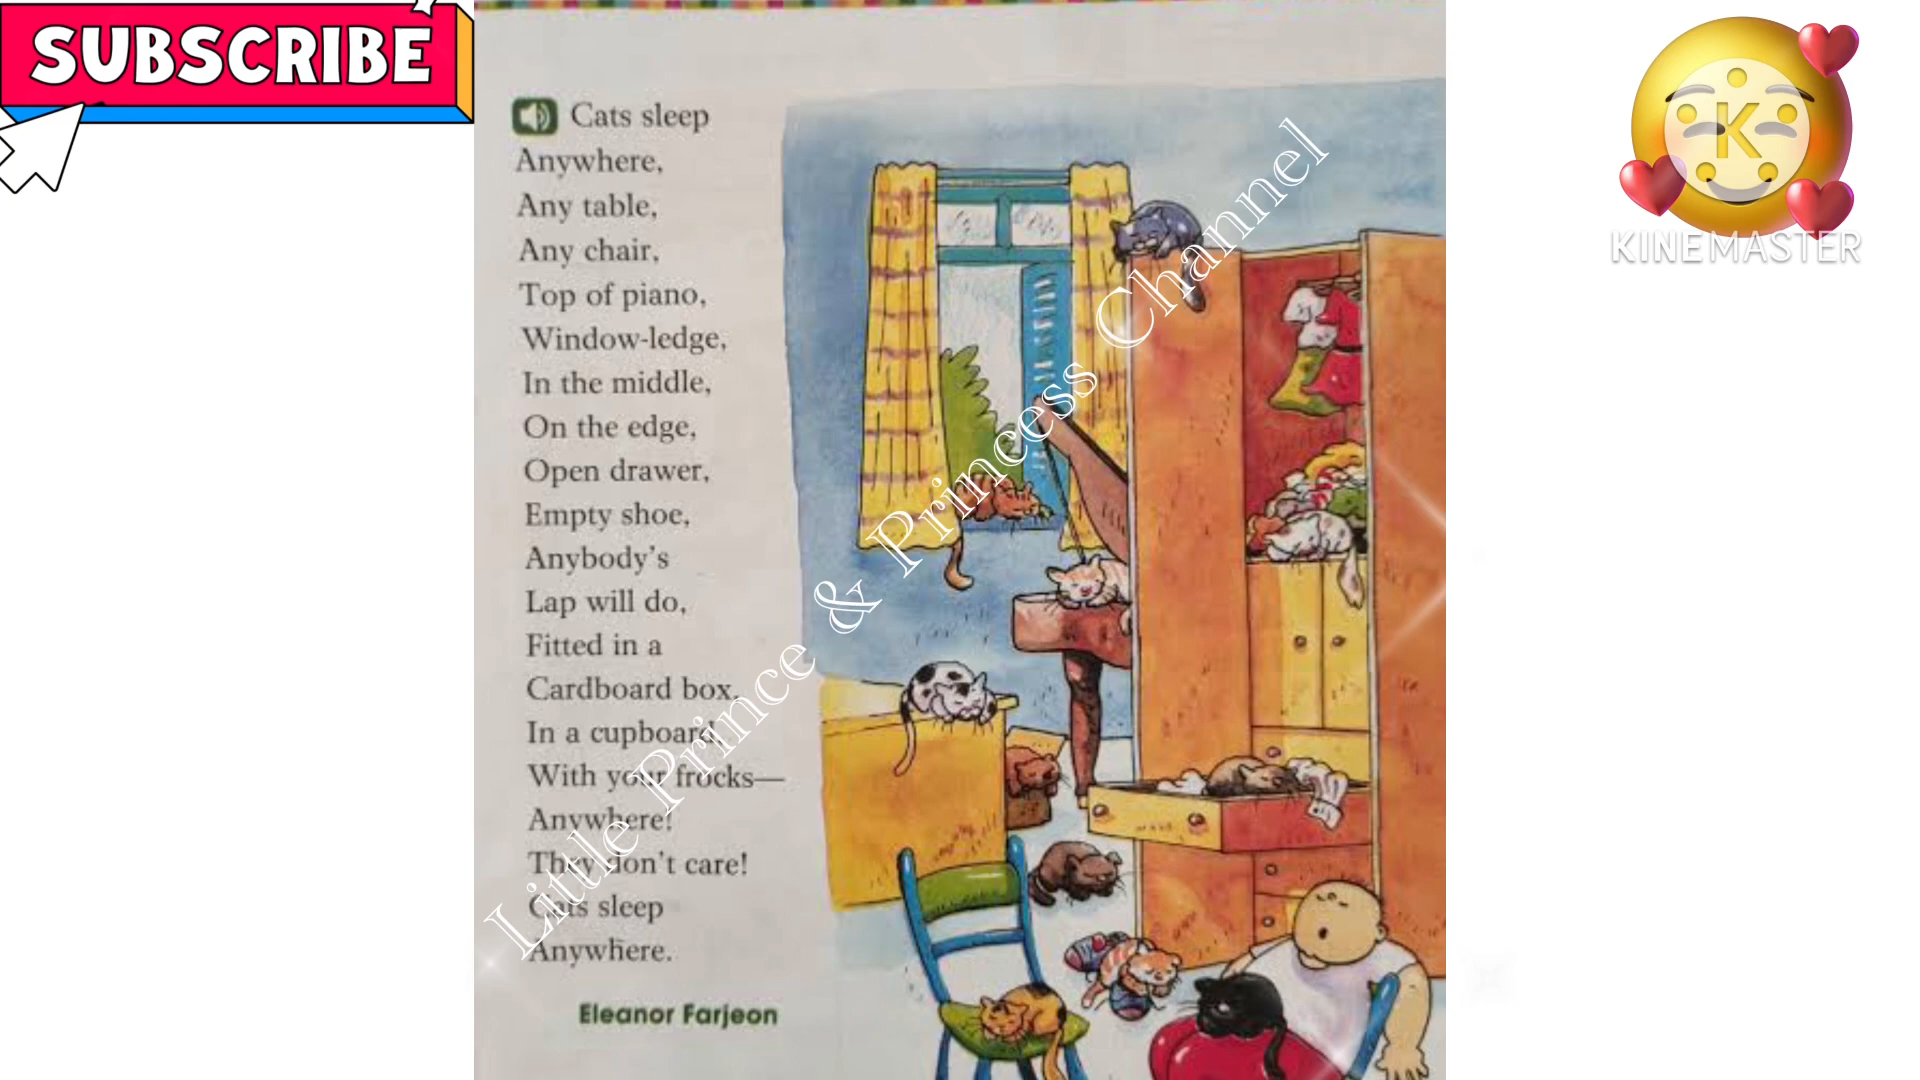 SUBSCRIBE
Cats sleep
Anywhere,
Any table,
Any chair,
Top of piano,
Window-ledge,
In the middle,
On the edge,
Open drawer,
Empty shoe,
Anybody's
Lap will do,
Fitted in a
Cardboard box,
In a cupboard,
With your frocks—
Anywhere!
They don't care!
Cats sleep
Anywhere.
Eleanor Farjeon
Little Prince & Princess Channel
K
KINEMASTER